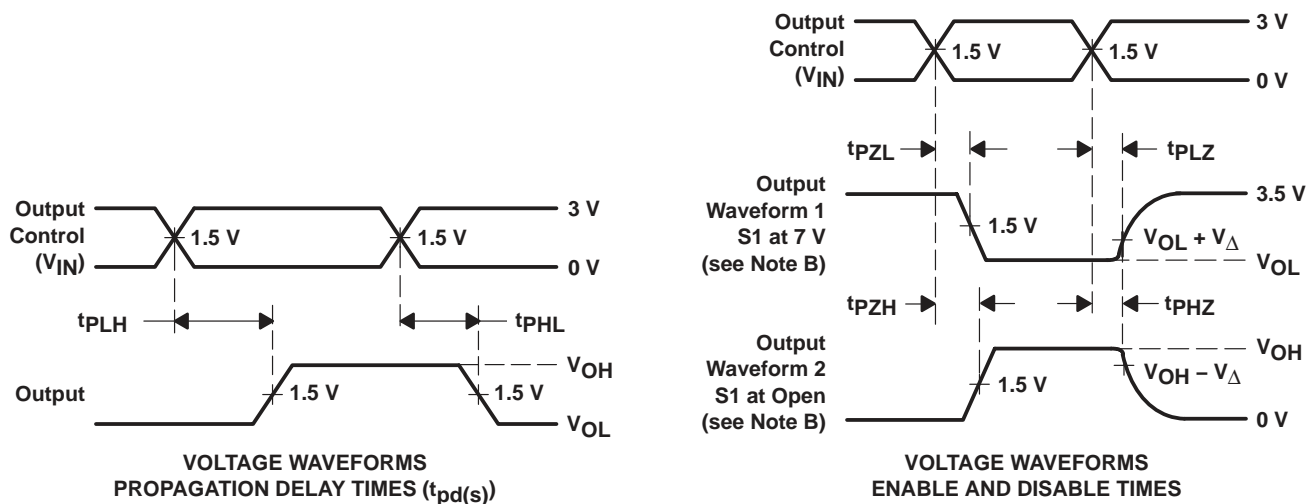 Output
Control
(VIN)
1.5 V
1.5 V
3 V
0 V
tPLH
tPHL
Output
1.5 V
1.5 V
VOH
VOL
VOLTAGE WAVEFORMS
PROPAGATION DELAY TIMES (tpd(s))
Output
Control
(VIN)
1.5 V
1.5 V
3 V
0 V
tPZL
tPLZ
Output
Waveform 1
S1 at 7 V
(see Note B)
1.5 V
3.5 V
VOL + VΔ
VOL
tPZH
tPHZ
Output
Waveform 2
S1 at Open
(see Note B)
1.5 V
VOH
VOH – VΔ
0 V
VOLTAGE WAVEFORMS
ENABLE AND DISABLE TIMES